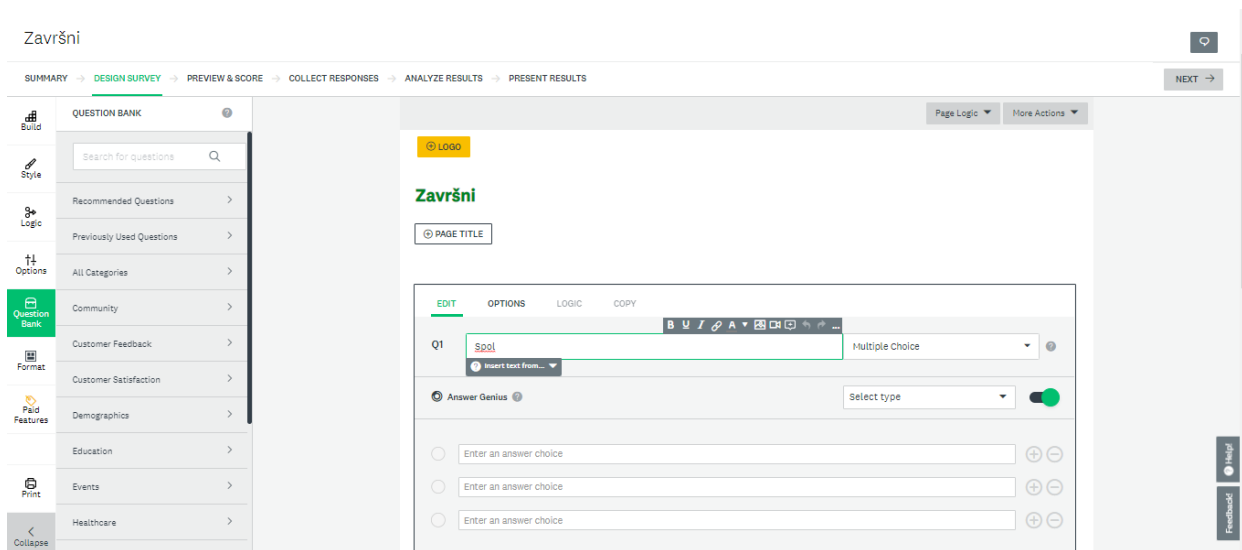 Završni
SUMMARY → DESIGN SURVEY → PREVIEW & SCORE → COLLECT RESPONSES → ANALYZE RESULTS → PRESENT RESULTS
NEXT →
Build
Style
Logic
Options
Question
Bank
Format
Paid
Features
Print
Collapse
QUESTION BANK
Search for questions
Recommended Questions
Previously Used Questions
All Categories
Community
Customer Feedback
Customer Satisfaction
Demographics
Education
Events
Healthcare
Page Logic
More Actions
LOGO
Završni
PAGE TITLE
EDIT OPTIONS LOGIC COPY
B U I A ...
Q1 Spol Multiple Choice
Insert text from...
Answer Genius Select type
Enter an answer choice
Enter an answer choice
Enter an answer choice
Help!
Feedback!